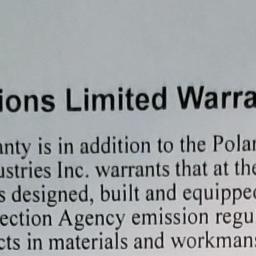 ions Limited Warra
anty is in addition to the Polar
ustries Inc. warrants that at the
s designed, built and equipped
ection Agency emission regu
cts in materials and workmans